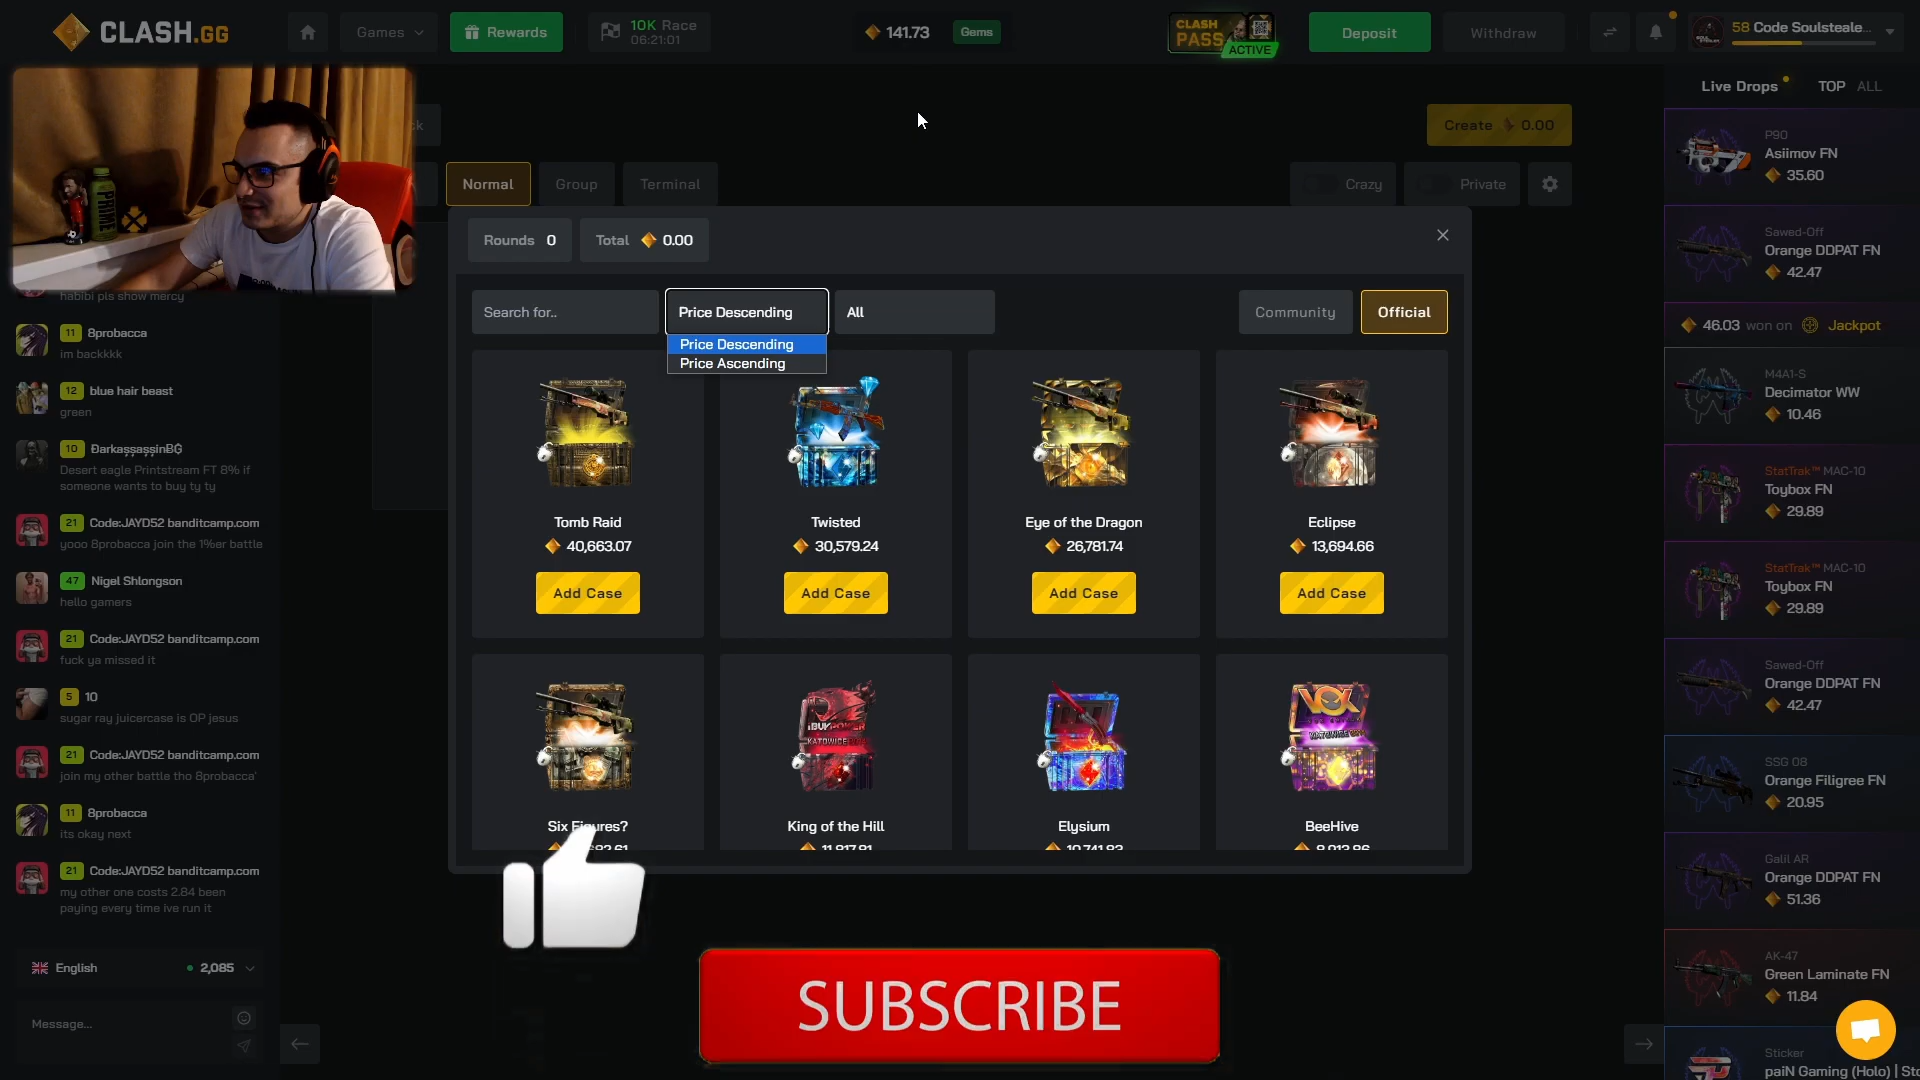 CLASH.GG
Games
Rewards
10K Race
06:21:01
141.73
Gems
CLASH
PASS
ACTIVE
Deposit
Withdraw
58 Code Soulsteale...
Live Drops
TOP ALL
Create 0.00
Normal
Group
Terminal
Crazy
Private
Rounds 0
Total 0.00
Search for..
Price Descending
All
Community
Official
Price Descending
Price Ascending
Tomb Raid
40,663.07
Add Case
Twisted
30,579.24
Add Case
Eye of the Dragon
26,781.74
Add Case
Eclipse
13,694.66
Add Case
Six Figures?
King of the Hill
11,817.81
Elysium
10,741.83
BeeHive
8,013.86
habibi pls show mercy
11 8probacca
im backkkk
12 blue hair beast
green
10 ĐarkaşşaşşinBĢ
Desert eagle Printstream FT 8% if
someone wants to buy ty ty
21 Code:JAYD52 banditcamp.com
yooo 8probacca join the 1%er battle
47 Nigel Shlongson
hello gamers
21 Code:JAYD52 banditcamp.com
fuck ya missed it
5 10
sugar ray juicercase is OP jesus
21 Code:JAYD52 banditcamp.com
join my other battle tho 8probacca'
11 8probacca
its okay next
21 Code:JAYD52 banditcamp.com
my other one costs 2.84 been
paying every time ive run it
English
2,085
Message...
P90
Asiimov FN
35.60
Sawed-Off
Orange DDPAT FN
42.47
46.03 won on Jackpot
M4A1-S
Decimator WW
10.46
StatTrak™ MAC-10
Toybox FN
29.89
StatTrak™ MAC-10
Toybox FN
29.89
Sawed-Off
Orange DDPAT FN
42.47
SSG 08
Orange Filigree FN
20.95
Galil AR
Orange DDPAT FN
51.36
AK-47
Green Laminate FN
11.84
Sticker
paiN Gaming (Holo) | Sto
SUBSCRIBE